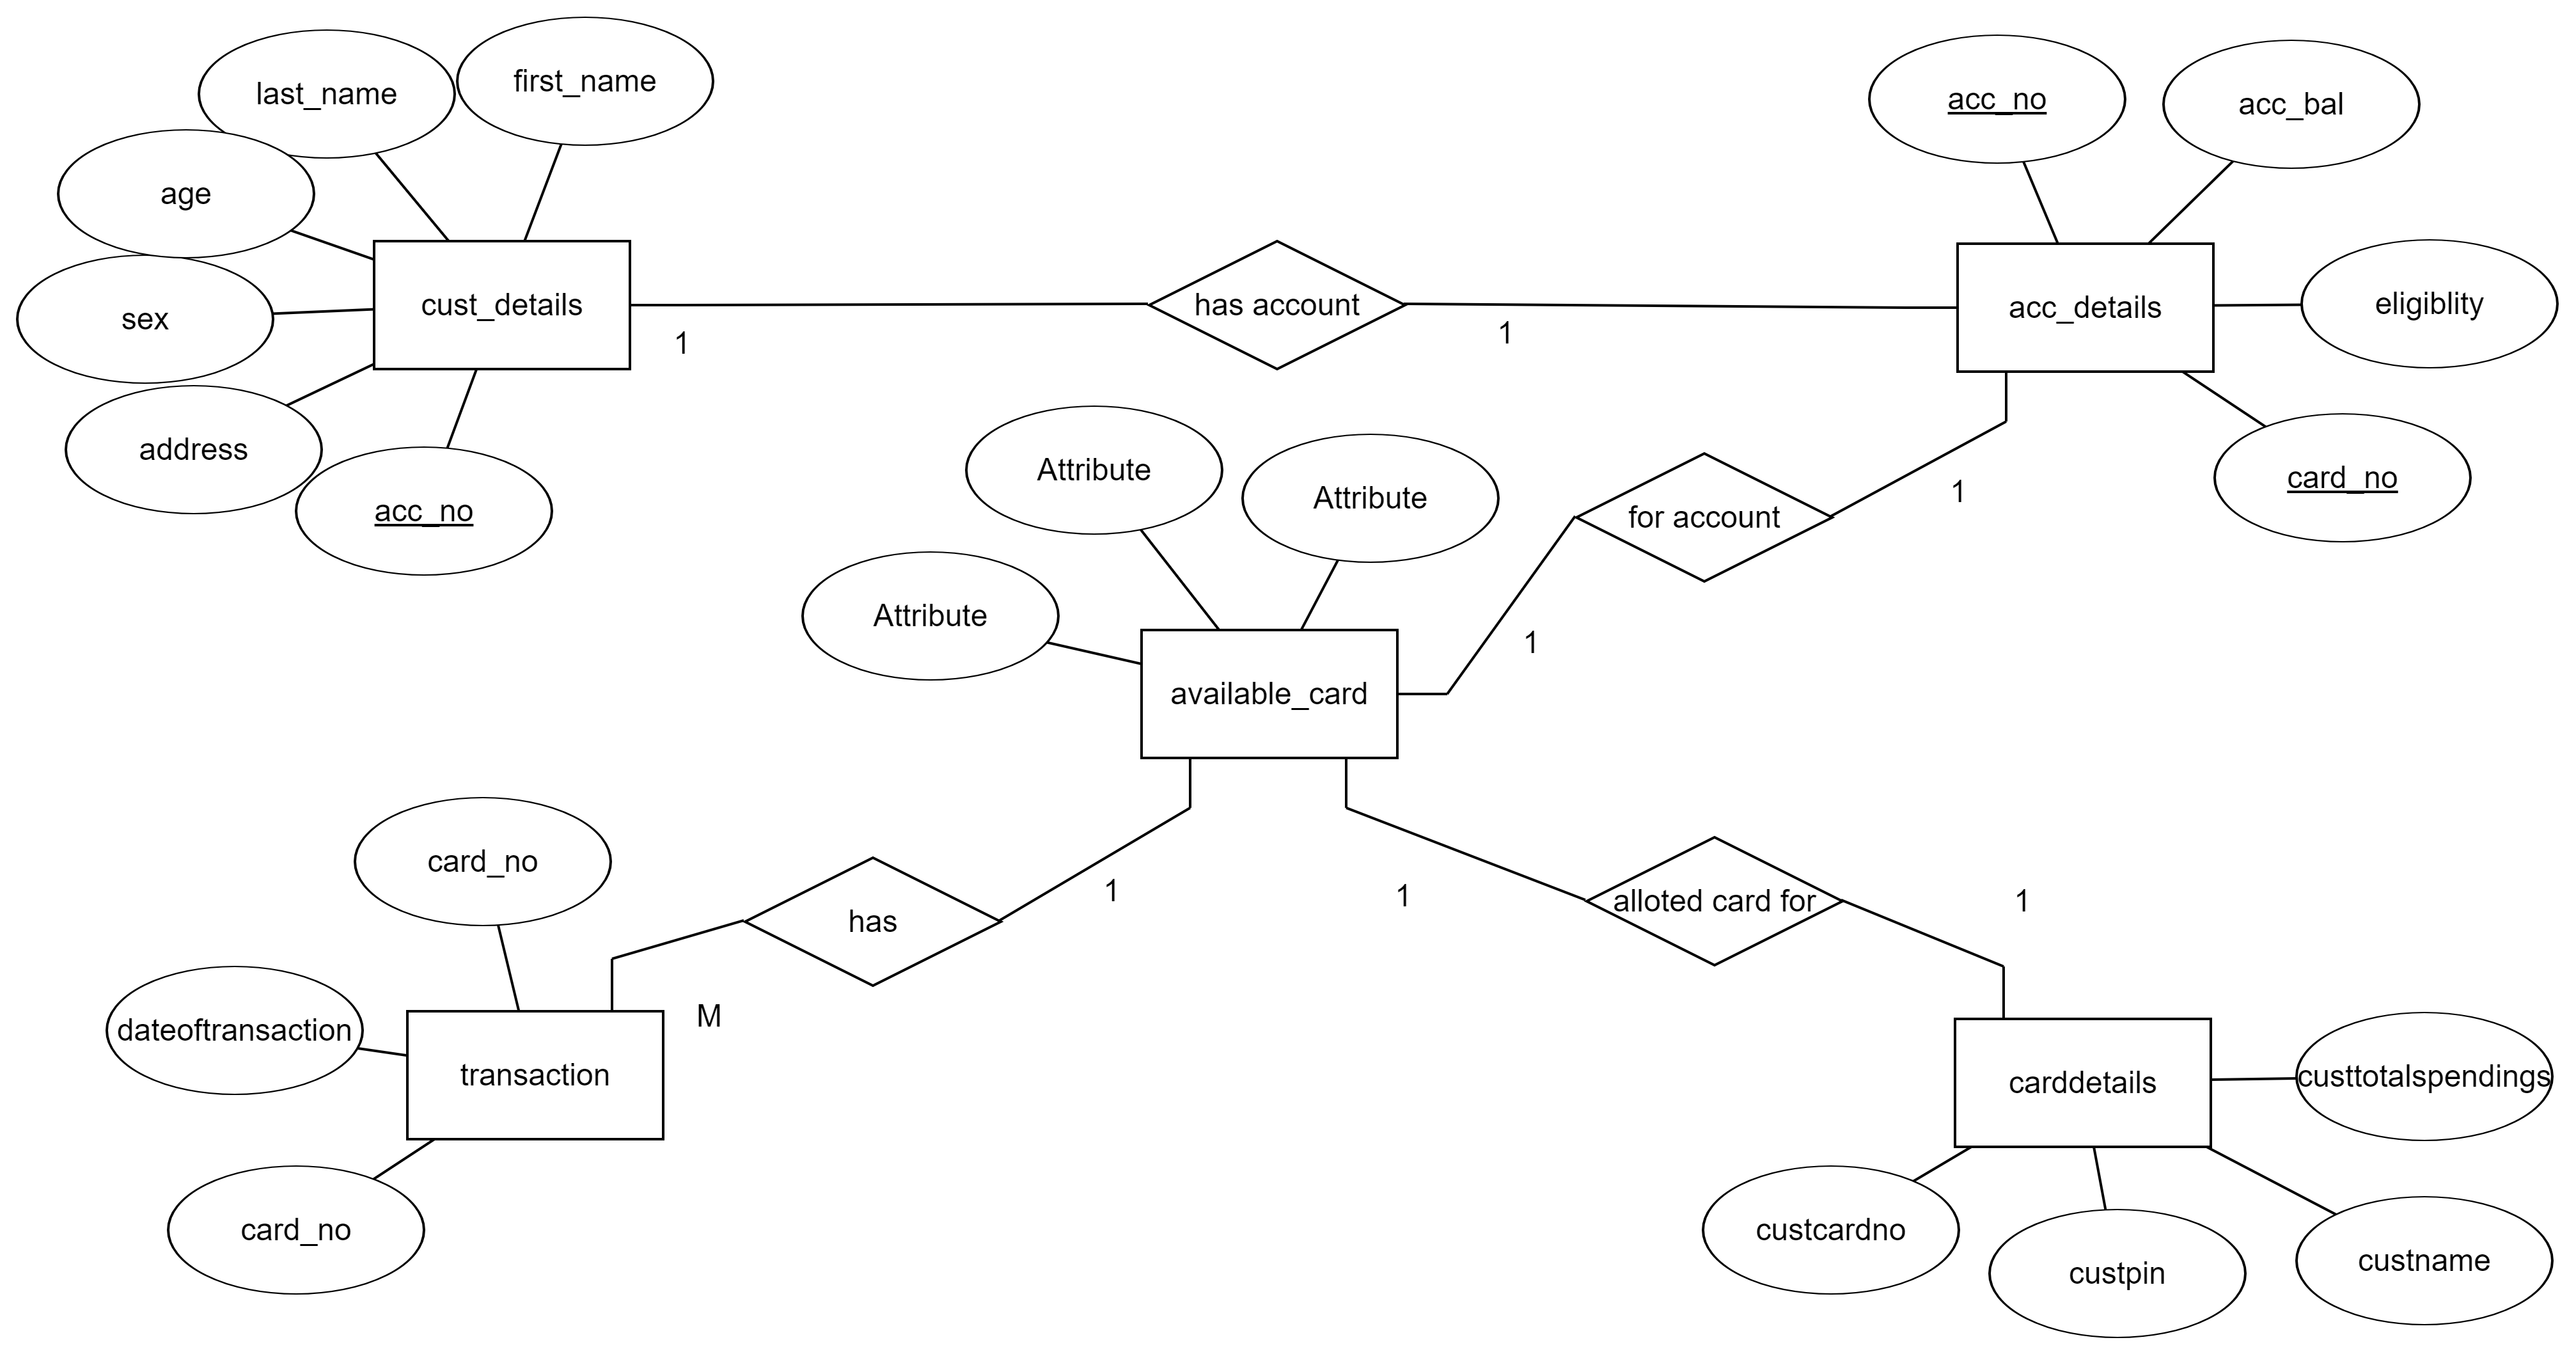 last_name
first_name
age
sex
address
acc_no
cust_details
1
has account
1
acc_no
acc_bal
acc_details
eligiblity
card_no
Attribute
Attribute
Attribute
for account
1
1
available_card
card_no
has
1
1
alloted card for
1
M
dateoftransaction
transaction
card_no
carddetails
custtotalspendings
custcardno
custpin
custname